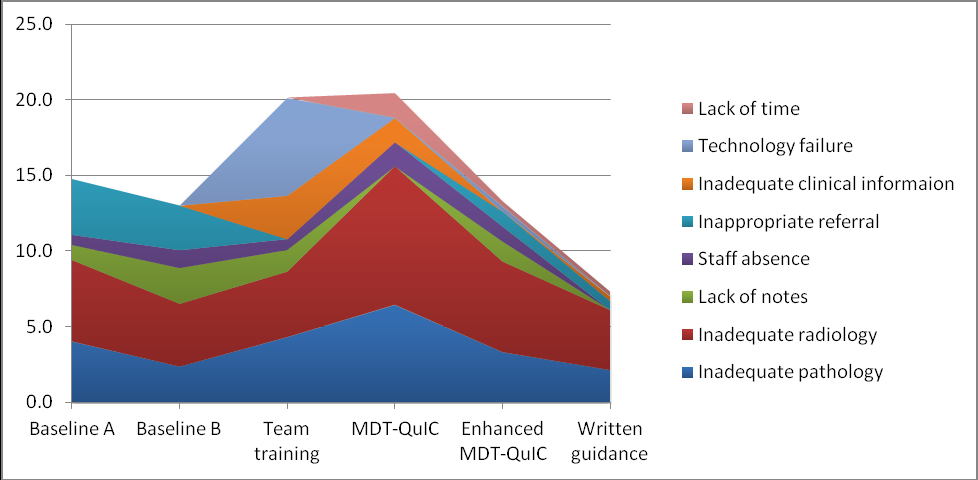 25.0
20.0
15.0
10.0
5.0
0.0
Baseline A
Baseline B
Team
training
MDT-QuIC
Enhanced
MDT-QuIC
Written
guidance
Lack of time
Technology failure
Inadequate clinical informaion
Inappropriate referral
Staff absence
Lack of notes
Inadequate radiology
Inadequate pathology